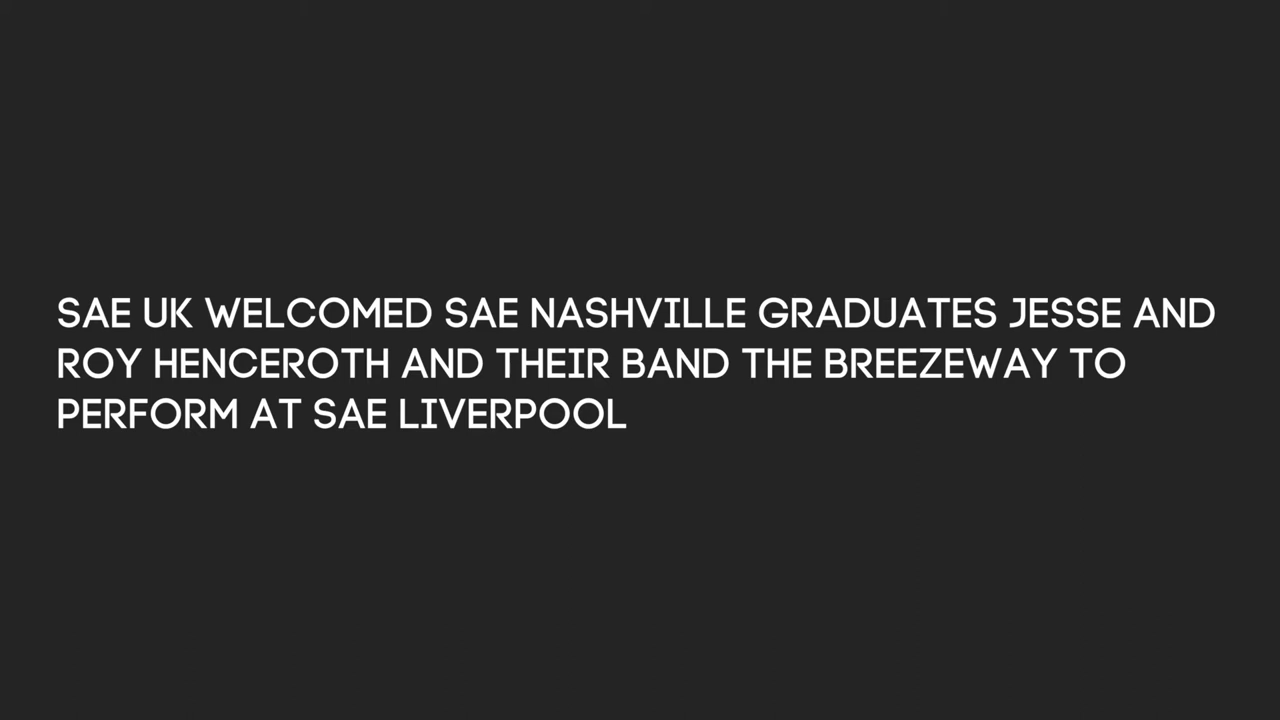 SAE UK WELCOMED SAE NASHVILLE GRADUATES JESSE AND
ROY HENCEROTH AND THEIR BAND THE BREEZEWAY TO
PERFORM AT SAE LIVERPOOL